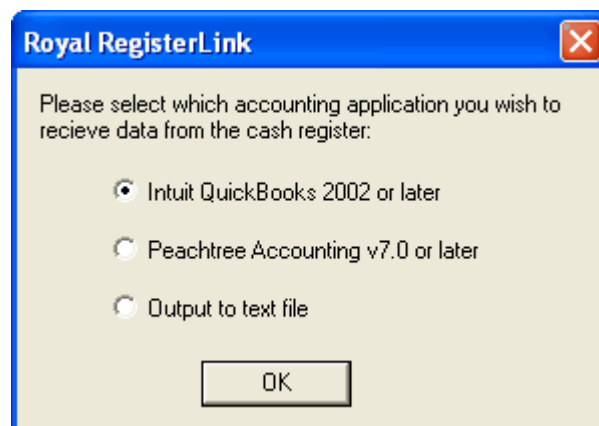 Royal RegisterLink
Please select which accounting application you wish to
recieve data from the cash register:
Intuit QuickBooks 2002 or later
Peachtree Accounting v7.0 or later
Output to text file
OK